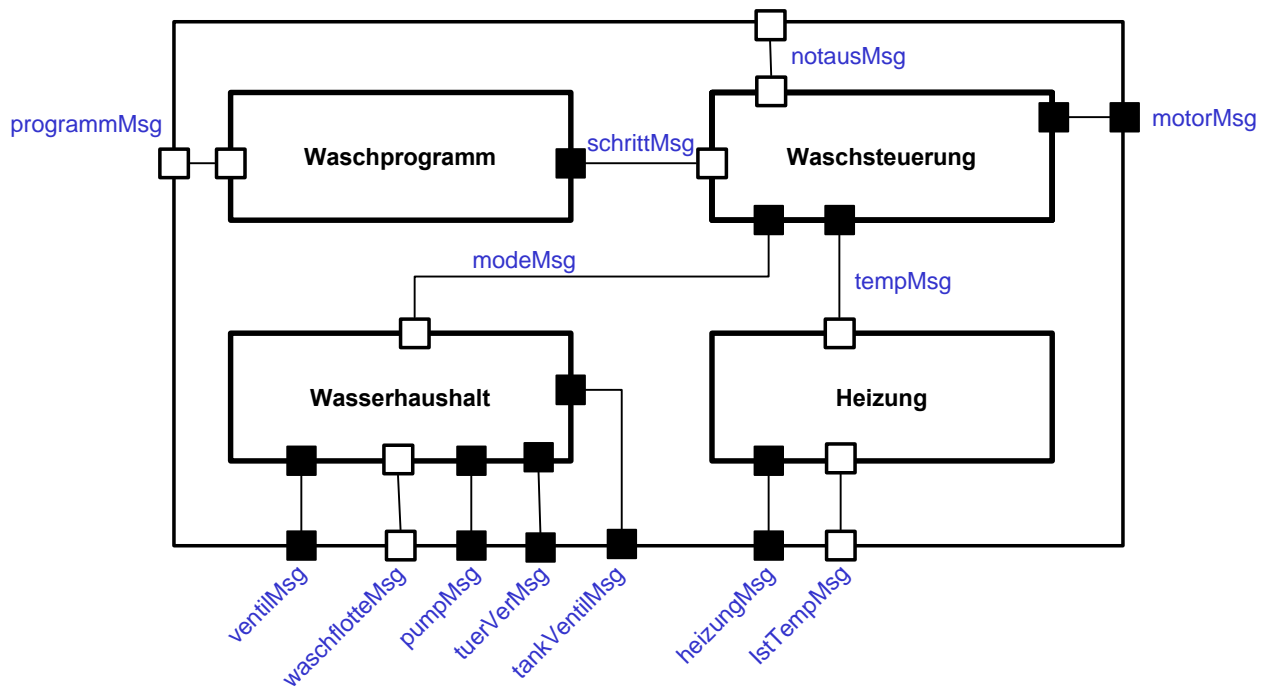 notausMsg
programmMsg
motorMsg
Waschprogramm
schrittMsg
Waschsteuerung
modeMsg
tempMsg
Wasserhaushalt
Heizung
ventilMsg
waschflotteMsg
pumpMsg
tuerVerMsg
tankVentilMsg
heizungMsg
IstTempMsg